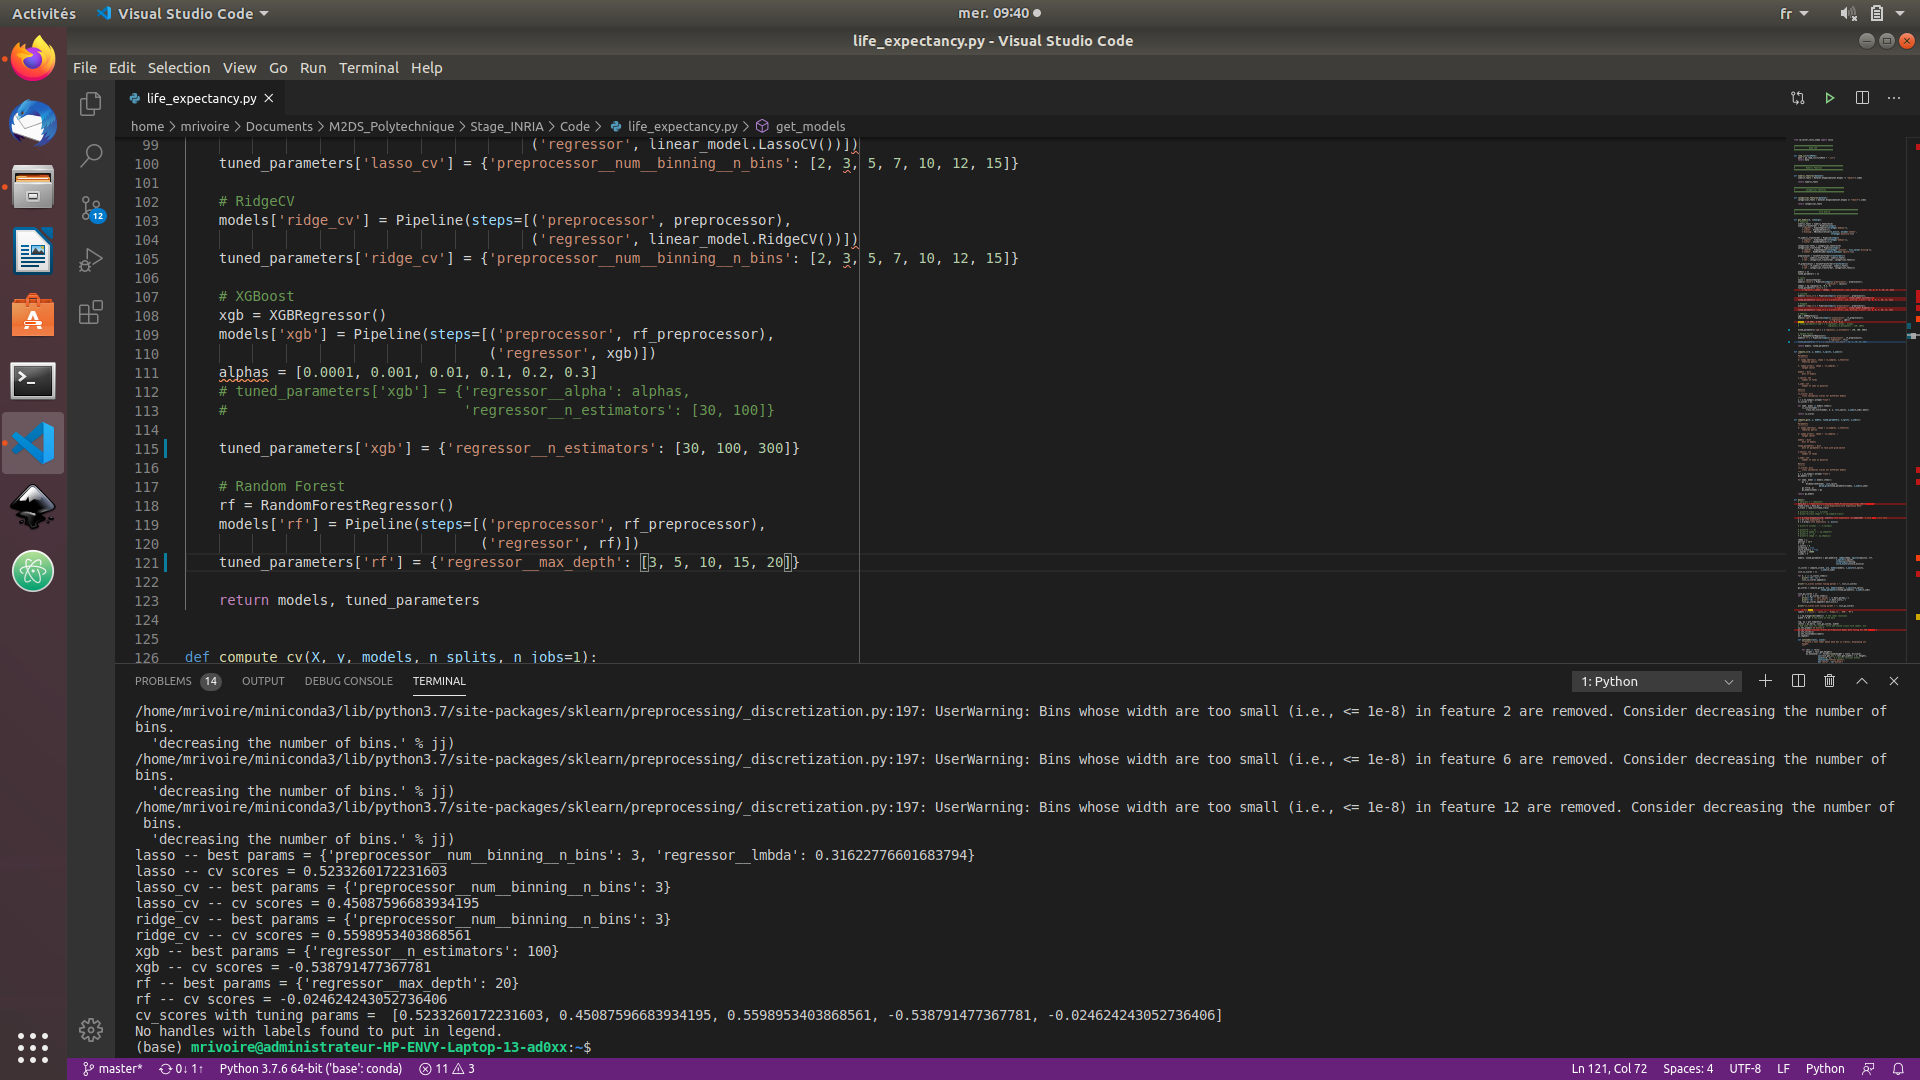 Activités Visual Studio Code mer. 09:40 fr
life_expectancy.py - Visual Studio Code
File Edit Selection View Go Run Terminal Help
life_expectancy.py
home > mrivoire > Documents > M2DS_Polytechnique > Stage_INRIA > Code > life_expectancy.py > get_models
99 ('regressor', linear_model.LassoCV())])
100 tuned_parameters['lasso_cv'] = {'preprocessor__num__binning__n_bins': [2, 3, 5, 7, 10, 12, 15]}
101
102 # RidgeCV
103 models['ridge_cv'] = Pipeline(steps=[('preprocessor', preprocessor),
104 ('regressor', linear_model.RidgeCV())])
105 tuned_parameters['ridge_cv'] = {'preprocessor__num__binning__n_bins': [2, 3, 5, 7, 10, 12, 15]}
106
107 # XGBoost
108 xgb = XGBRegressor()
109 models['xgb'] = Pipeline(steps=[('preprocessor', rf_preprocessor),
110 ('regressor', xgb)])
111 alphas = [0.0001, 0.001, 0.01, 0.1, 0.2, 0.3]
112 # tuned_parameters['xgb'] = {'regressor__alpha': alphas,
113 # 'regressor__n_estimators': [30, 100]}
114
115 tuned_parameters['xgb'] = {'regressor__n_estimators': [30, 100, 300]}
116
117 # Random Forest
118 rf = RandomForestRegressor()
119 models['rf'] = Pipeline(steps=[('preprocessor', rf_preprocessor),
120 ('regressor', rf)])
121 tuned_parameters['rf'] = {'regressor__max_depth': [3, 5, 10, 15, 20]}
122
123 return models, tuned_parameters
124
125
126 def compute_cv(X, y, models, n_splits, n_jobs=1):
12
PROBLEMS 14 OUTPUT DEBUG CONSOLE TERMINAL 1: Python
/home/mrivoire/miniconda3/lib/python3.7/site-packages/sklearn/preprocessing/_discretization.py:197: UserWarning: Bins whose width are too small (i.e., <= 1e-8) in feature 2 are removed. Consider decreasing the number of
bins.
'decreasing the number of bins.' % jj)
/home/mrivoire/miniconda3/lib/python3.7/site-packages/sklearn/preprocessing/_discretization.py:197: UserWarning: Bins whose width are too small (i.e., <= 1e-8) in feature 6 are removed. Consider decreasing the number of
bins.
'decreasing the number of bins.' % jj)
/home/mrivoire/miniconda3/lib/python3.7/site-packages/sklearn/preprocessing/_discretization.py:197: UserWarning: Bins whose width are too small (i.e., <= 1e-8) in feature 12 are removed. Consider decreasing the number of
bins.
'decreasing the number of bins.' % jj)
lasso -- best params = {'preprocessor__num__binning__n_bins': 3, 'regressor__lmbda': 0.31622776601683794}
lasso -- cv scores = 0.5233260172231603
lasso_cv -- best params = {'preprocessor__num__binning__n_bins': 3}
lasso_cv -- cv scores = 0.45087596683934195
ridge_cv -- best params = {'preprocessor__num__binning__n_bins': 3}
ridge_cv -- cv scores = 0.5598953403868561
xgb -- best params = {'regressor__n_estimators': 100}
xgb -- cv scores = -0.538791477367781
rf -- best params = {'regressor__max_depth': 20}
rf -- cv scores = -0.024624243052736406
cv_scores with tuning params = [0.5233260172231603, 0.45087596683934195, 0.5598953403868561, -0.538791477367781, -0.024624243052736406]
No handles with labels found to put in legend.
(base) mrivoire@administrateur-HP-ENVY-Laptop-13-ad0xx:~$
master* 0↓ 1↑ Python 3.7.6 64-bit ('base': conda) 11 3 Ln 121, Col 72 Spaces: 4 UTF-8 LF Python